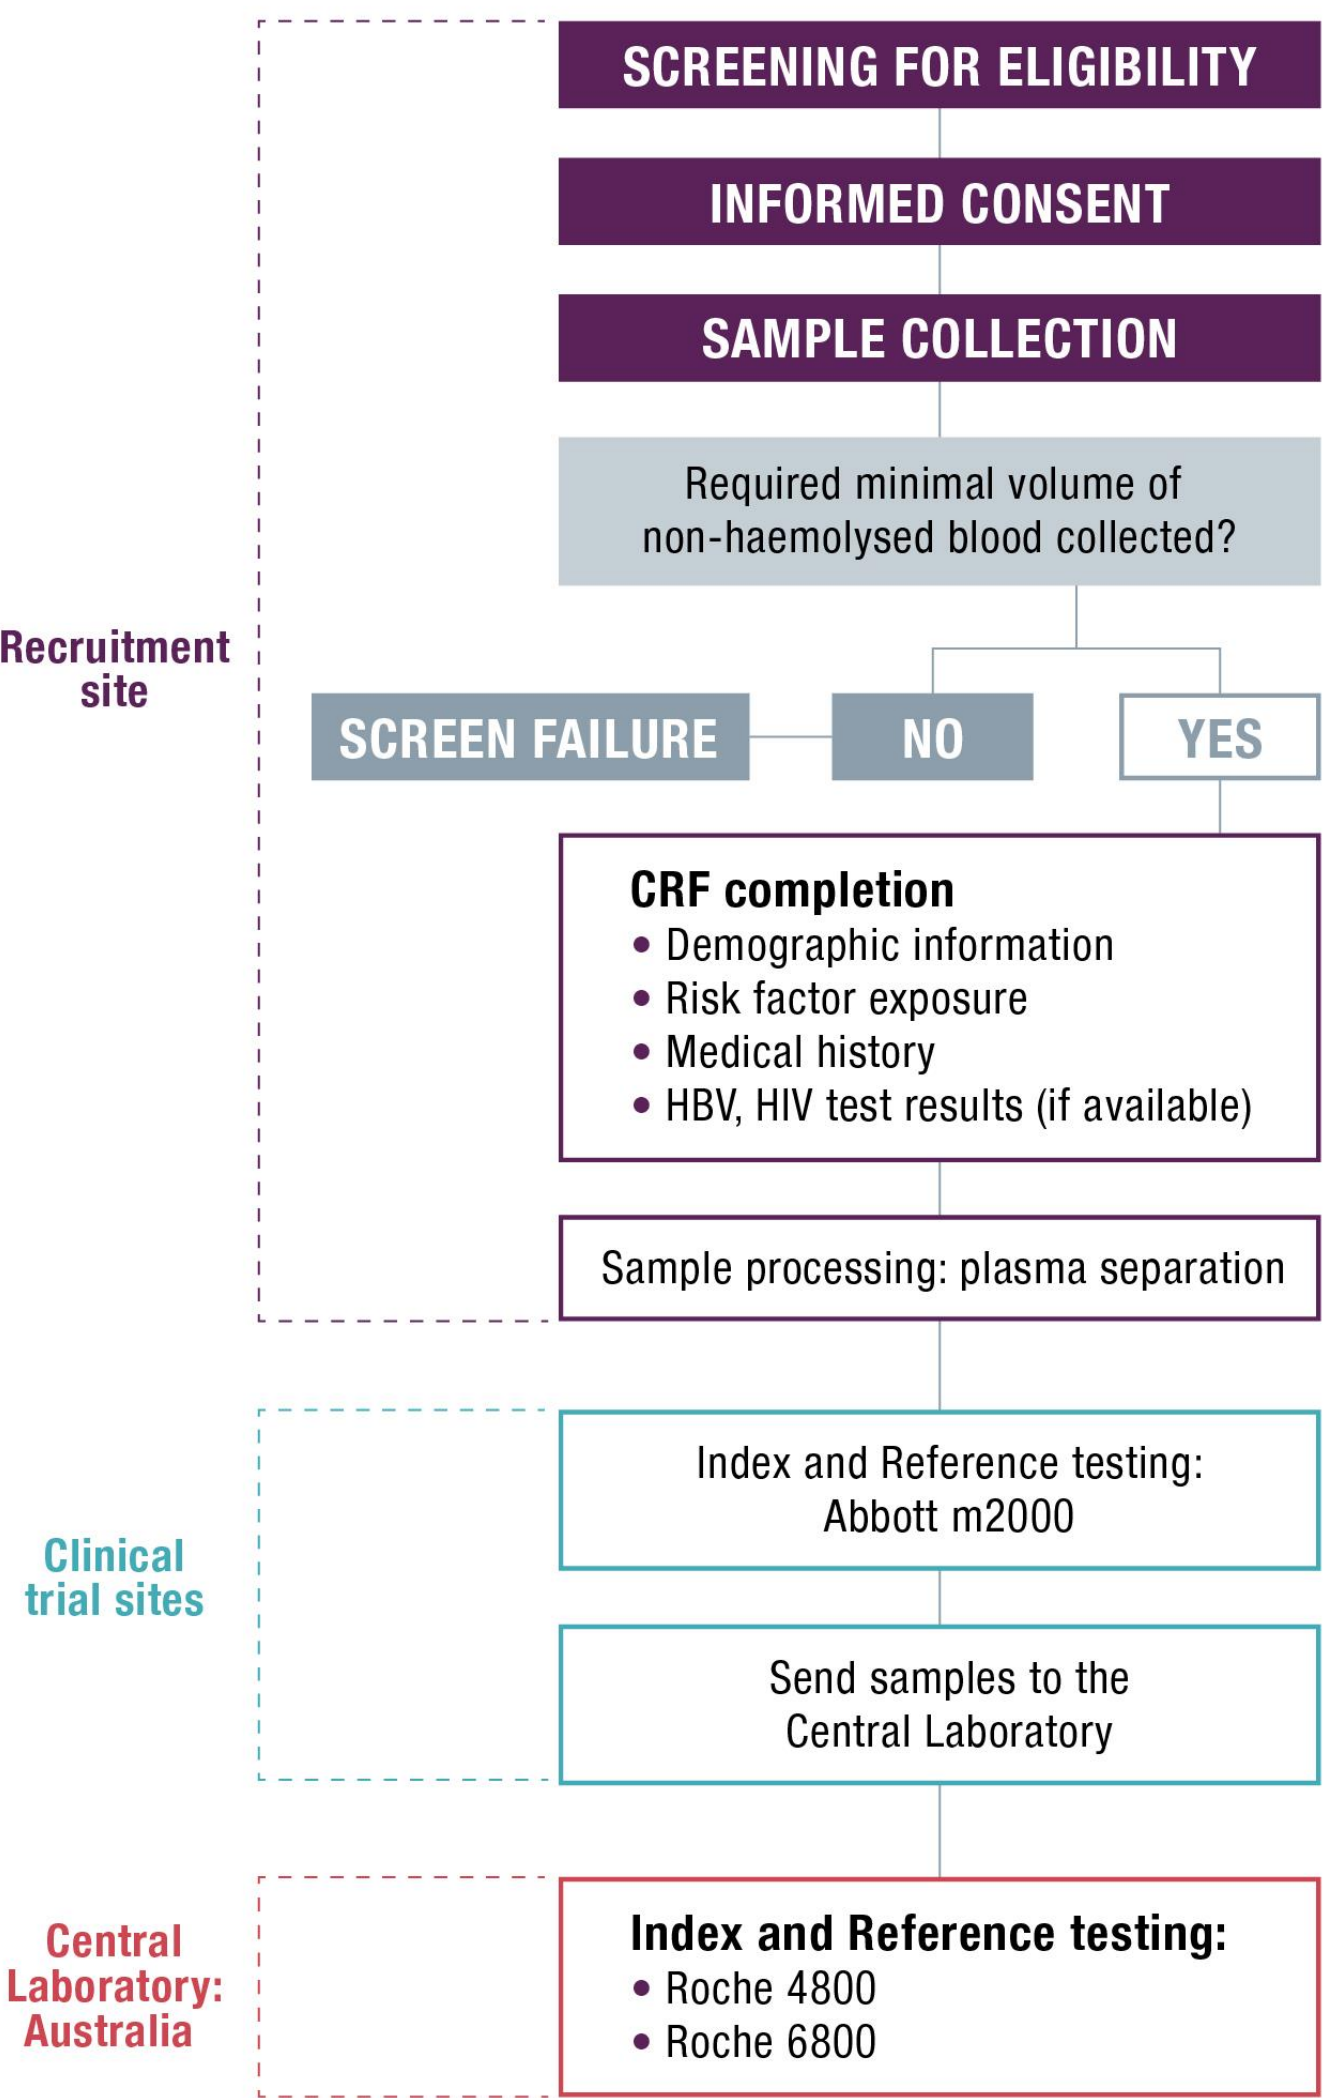 SCREENING FOR ELIGIBILITY
INFORMED CONSENT
SAMPLE COLLECTION
Required minimal volume of
non-haemolysed blood collected?
Recruitment
site
SCREEN FAILURE
NO
YES
CRF completion
• Demographic information
• Risk factor exposure
• Medical history
• HBV, HIV test results (if available)
Sample processing: plasma separation
Clinical
trial sites
Index and Reference testing:
Abbott m2000
Send samples to the
Central Laboratory
Central
Laboratory:
Australia
Index and Reference testing:
• Roche 4800
• Roche 6800